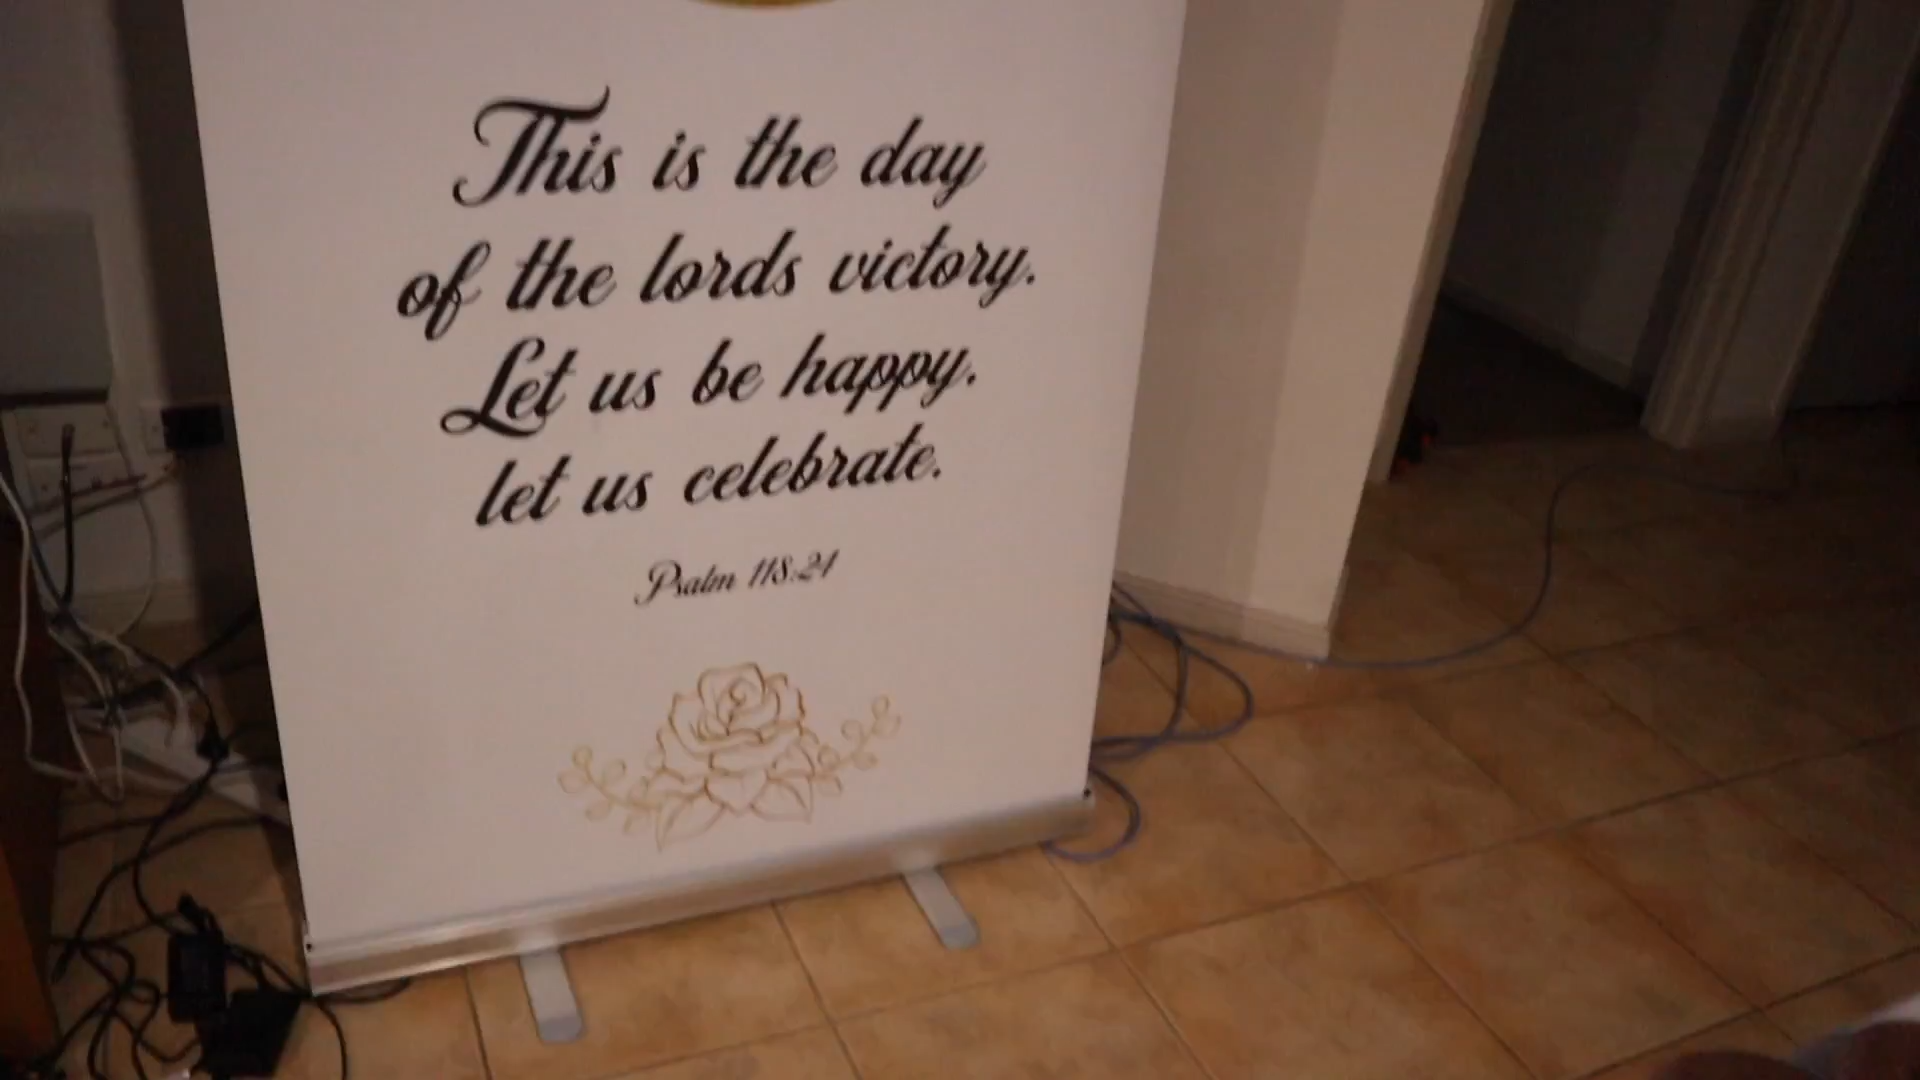 This is the day
of the lords victory.
Let us be happy.
let us celebrate.
Psalm 118:24